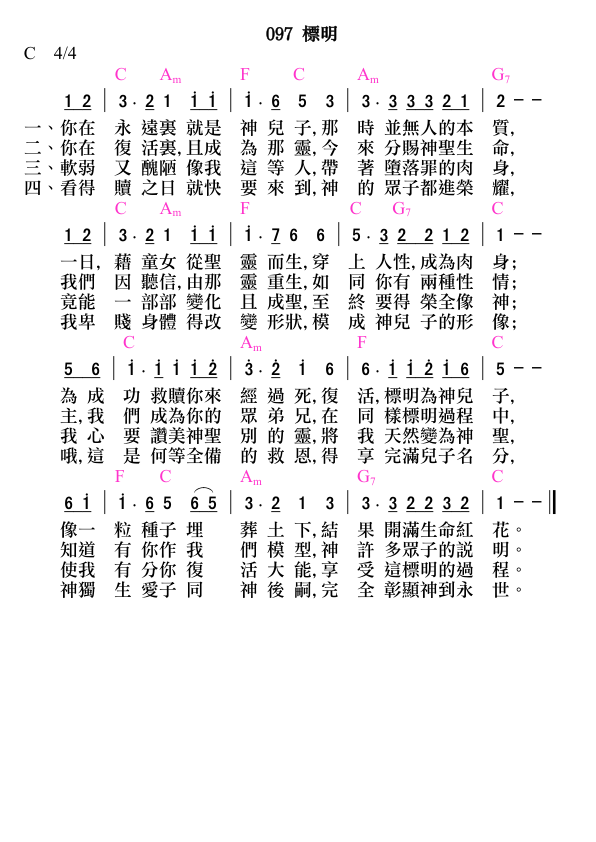 097 標明
C 4/4
C Am F C Am G7
1 2 | 3 · 2 1 i i | i · 6 5 3 | 3 · 3 3 3 2 1 | 2 - -
一、你在 永 遠裏 就是 神 兒 子,那 時 並無人的本 質,
二、你在 復 活裏,且成 為 那 靈,今 來 分賜神聖生 命,
三、軟弱 又 醜陋 像我 這 等 人,帶 著 墮落罪的肉 身,
四、看得 贖 之日 就快 要 來 到,神 的 眾子都進榮 耀,
C Am F C G7 C
1 2 | 3 · 2 1 i i | i · 7 6 6 | 5 · 3 2 2 1 2 | 1 - -
一日, 藉 童女 從聖 靈 而生,穿 上 人性,成為肉 身;
我們 因 聽信,由那 靈 重生,如 同 你有 兩種性 情;
竟能 一 部部 變化 且 成聖,至 終 要得 榮全像 神;
我卑 賤 身體 得改 變 形狀,模 成 神兒 子的形 像;
C Am F C
5 6 | i · i i i 2̇ | 3̇ · 2̇ i 6 | 6 · i i 2̇ i 6 | 5 - -
為 成 功 救贖你來 經 過 死,復 活,標明為神兒 子,
主,我 們 成為你的 眾 弟 兄,在 同 樣標明過程 中,
我 心 要 讚美神聖 別 的 靈,將 我 天然變為神 聖,
哦,這 是 何等全備 的 救 恩,得 享 完滿兒子名 分,
F C Am G7 C
6 i | i · 6 5 6 5 | 3 · 2 1 3 | 3 · 3 2 2 3 2 | 1 - -
像一 粒 種子 埋 葬 土 下,結 果 開滿生命紅 花。
知道 有 你作 我 們 模 型,神 許 多眾子的説 明。
使我 有 分你 復 活 大 能,享 受 這標明的過 程。
神獨 生 愛子 同 神 後 嗣,完 全 彰顯神到永 世。